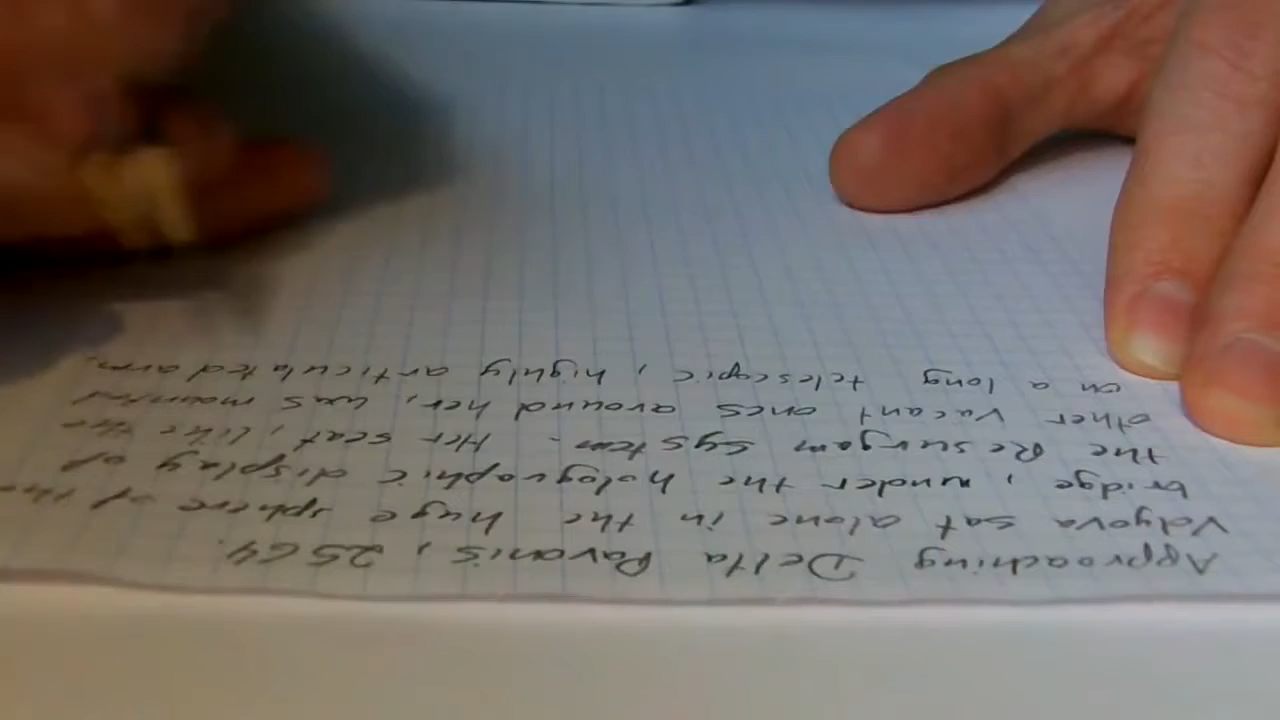 Approaching Delta Pavonis, 2564.
Volyova sat alone in the huge sphere of the
bridge, under the holographic display of
the Resurgam system. Her seat, like the
other vacant ones around her, was mounted
on a long telescopic, highly articulated arm.